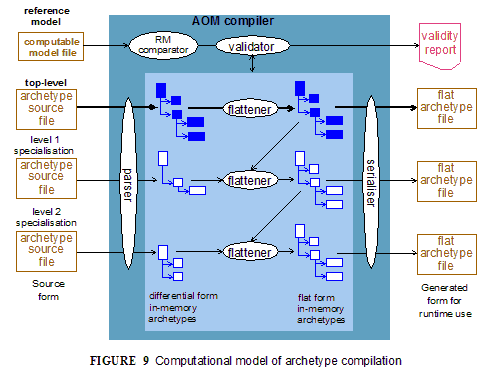 reference
model
computable
model file
AOM compiler
RM
comparator
validator
validity
report
top-level
archetype
source
file
flattener
flat
archetype
file
level 1
specialisation
archetype
source
file
parser
flattener
serialiser
flat
archetype
file
level 2
specialisation
archetype
source
file
flattener
flat
archetype
file
Source
form
differential form
in-memory
archetypes
flat form
in-memory
archetypes
Generated
form for
runtime use
FIGURE 9 Computational model of archetype compilation